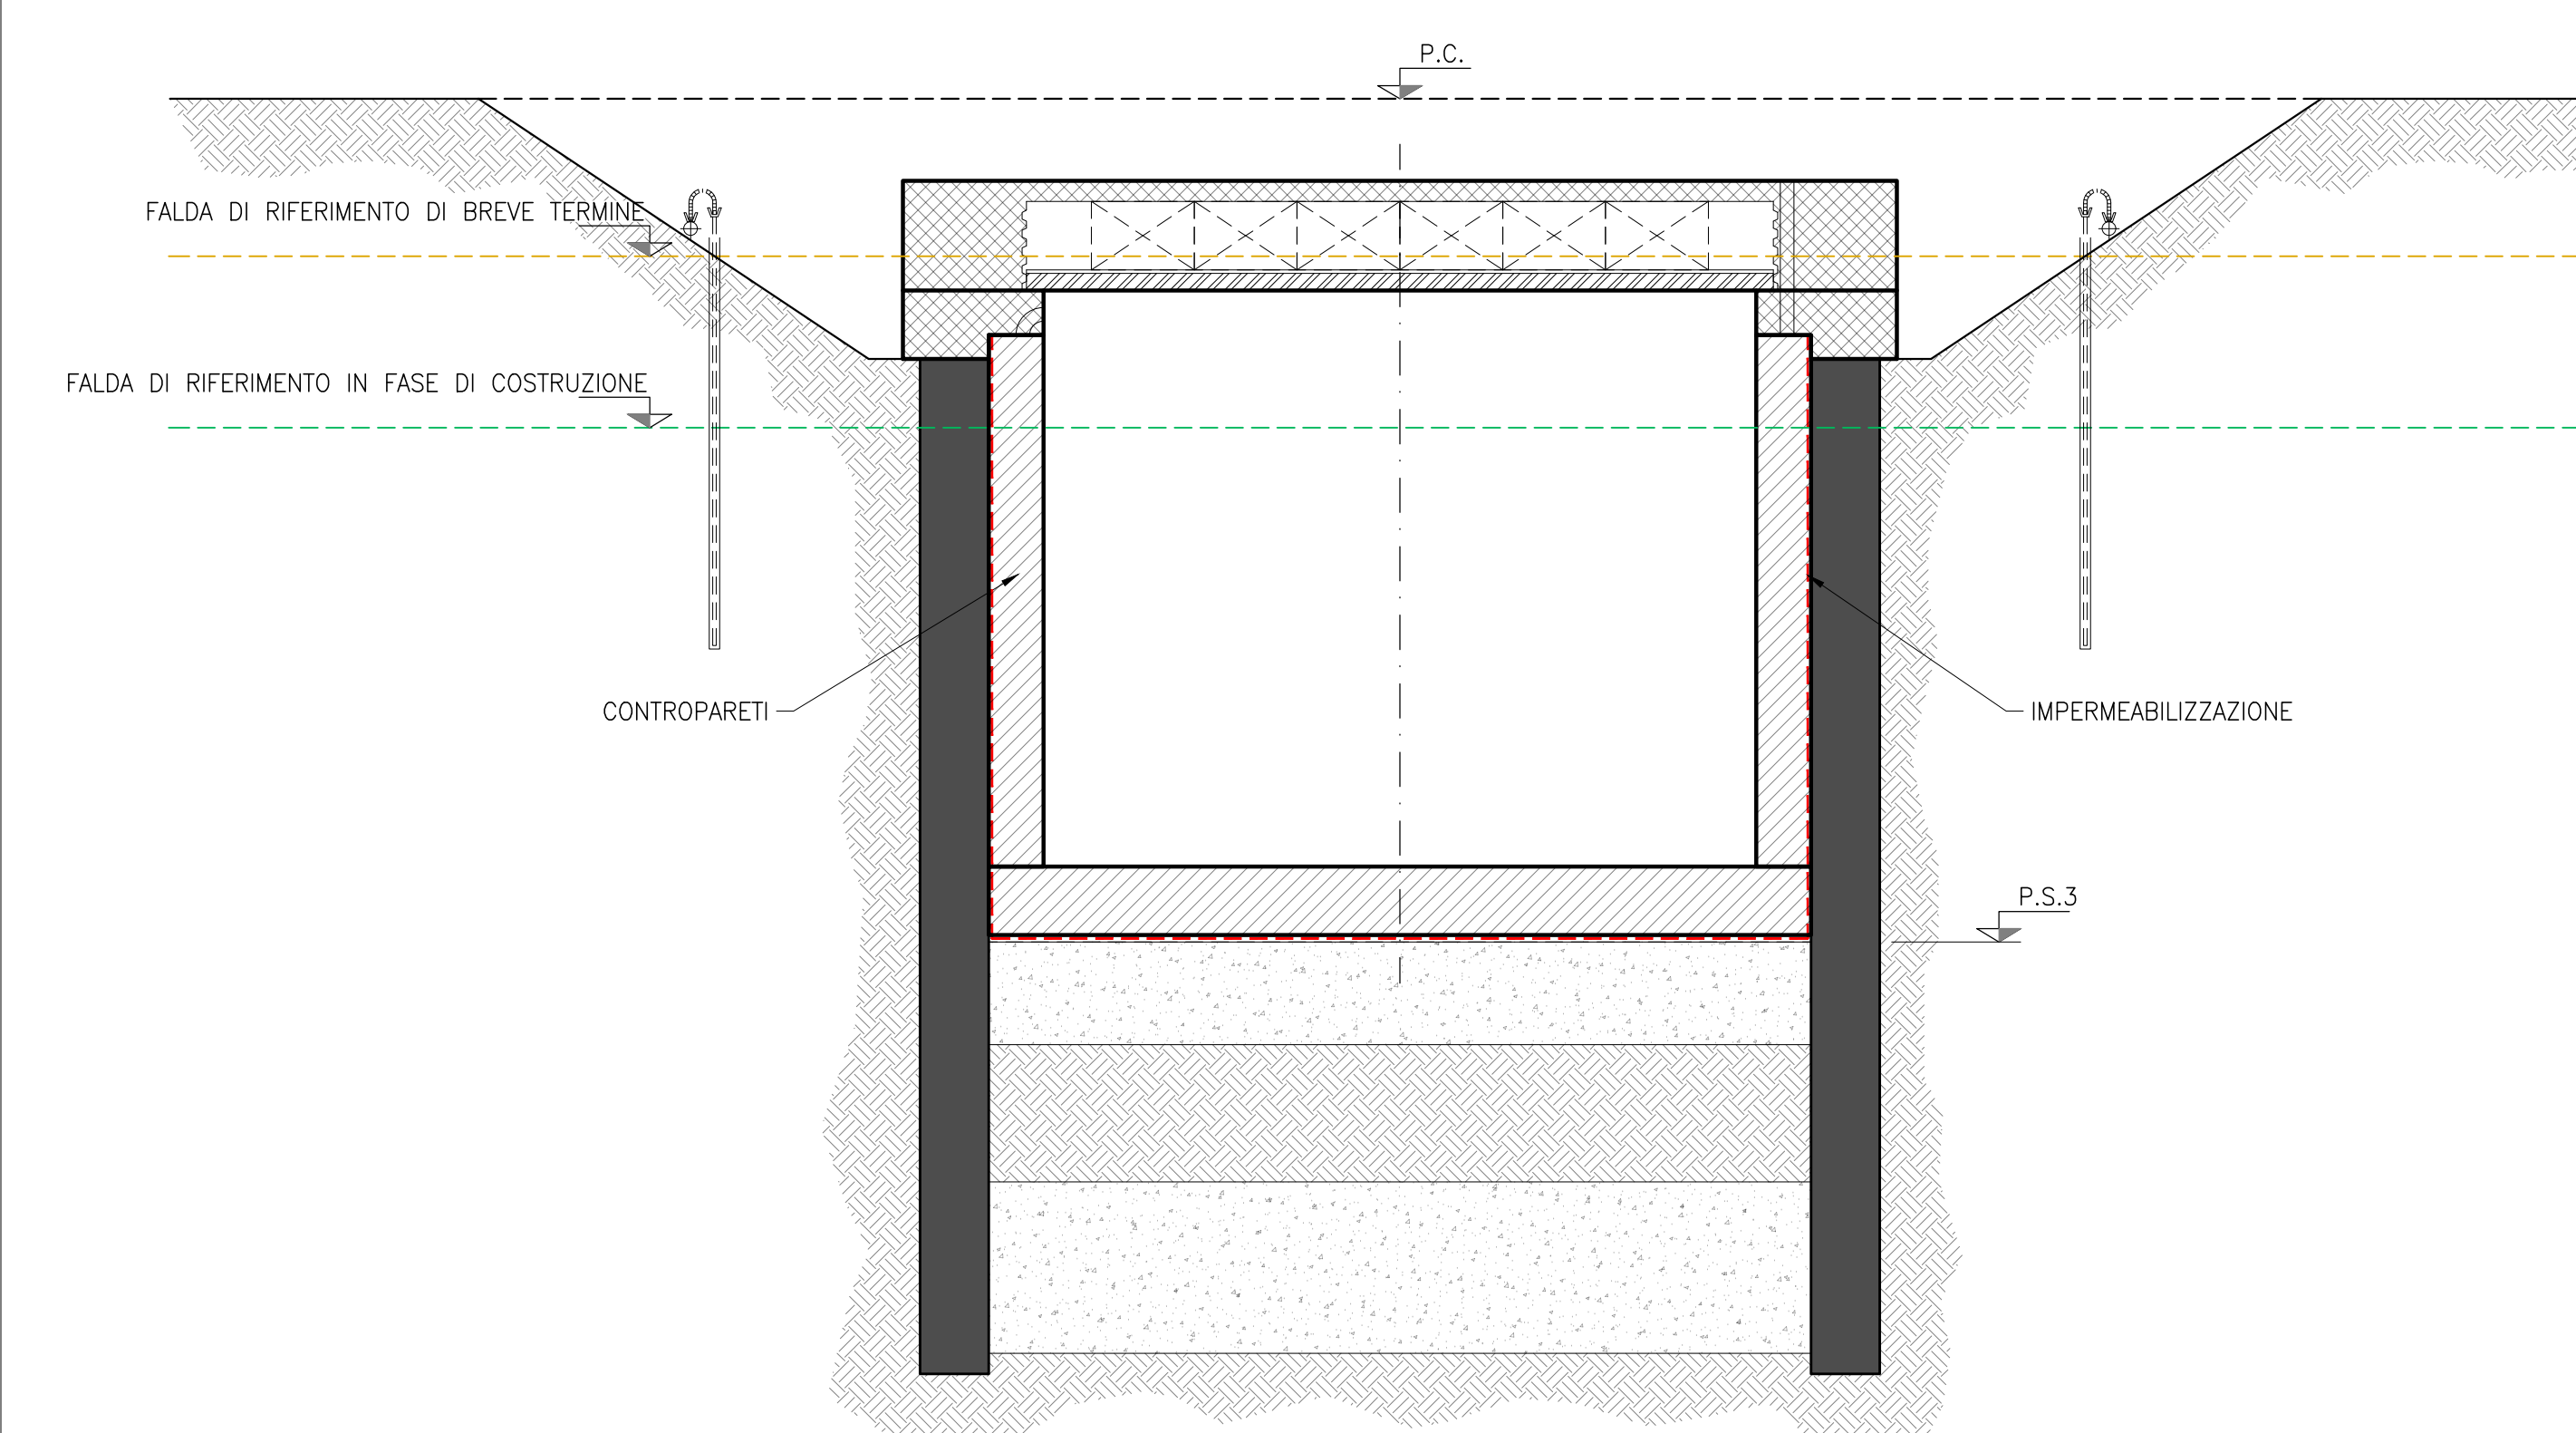 P.C.
FALDA DI RIFERIMENTO DI BREVE TERMINE
FALDA DI RIFERIMENTO IN FASE DI COSTRUZIONE
CONTROPARETI
IMPERMEABILIZZAZIONE
P.S.3